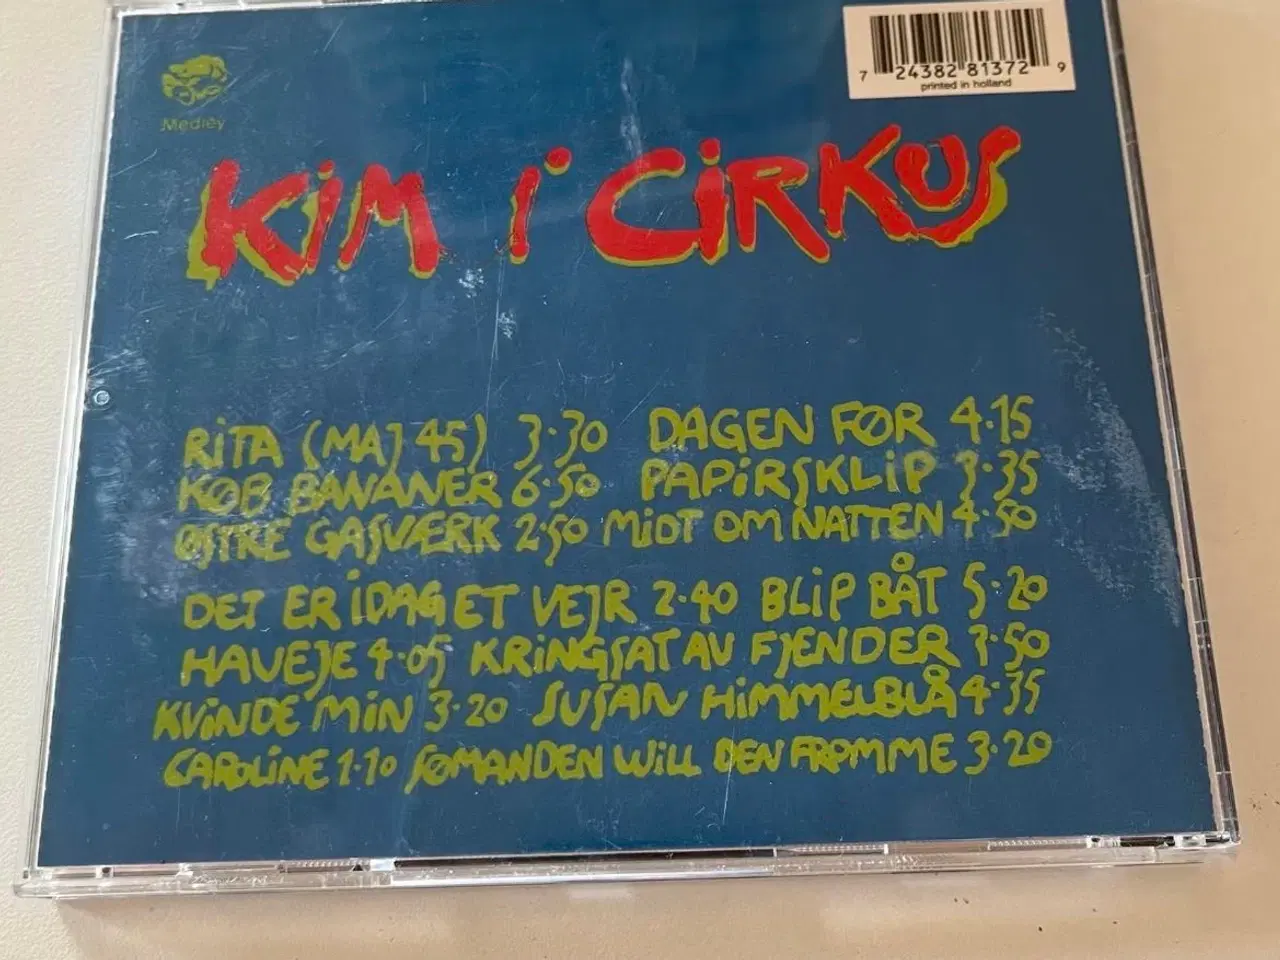 Medley
7 24382 81372 9
printed in holland
KIM I CIRKUS
RITA (MAJ 45) 3·30 DAGEN FØR 4·15
KØB BANANER 6·50 PAPIRSKLIP 3·35
ØSTRE GASVÆRK 2·50 MIDT OM NATTEN 4·50
DET ER IDAG ET VEJR 2·40 BLIP BÅT 5·20
HAVEJE 4·05 KRINGSAT AV FJENDER 3·50
KVINDE MIN 3·20 SUSAN HIMMELBLÅ 4·35
CAROLINE 1·10 SØMANDEN WILL DEN FROMME 3·20